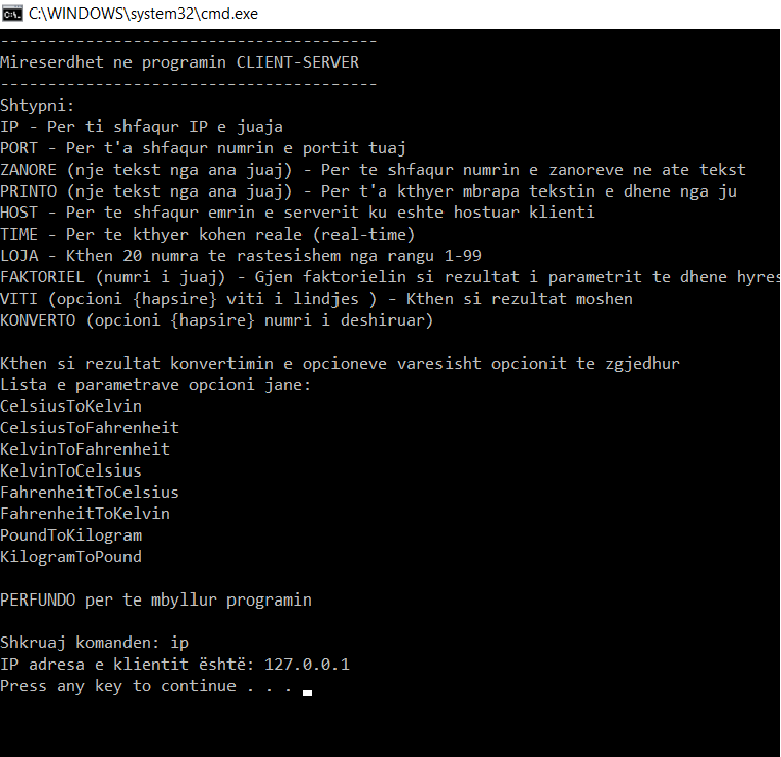 C:\WINDOWS\system32\cmd.exe
----------------------------------------
Mireserdhet ne programin CLIENT-SERVER
----------------------------------------
Shtypni:
IP - Per ti shfaqur IP e juaja
PORT - Per t'a shfaqur numrin e portit tuaj
ZANORE (nje tekst nga ana juaj) - Per te shfaqur numrin e zanoreve ne ate tekst
PRINTO (nje tekst nga ana juaj) - Per t'a kthyer mbrapa tekstin e dhene nga ju
HOST - Per te shfaqur emrin e serverit ku eshte hostuar klienti
TIME - Per te kthyer kohen reale (real-time)
LOJA - Kthen 20 numra te rastesishem nga rangu 1-99
FAKTORIEL (numri i juaj) - Gjen faktorielin si rezultat i parametrit te dhene hyres
VITI (opcioni {hapsire} viti i lindjes ) - Kthen si rezultat moshen
KONVERTO (opcioni {hapsire} numri i deshiruar)
Kthen si rezultat konvertimin e opcioneve varesisht opcionit te zgjedhur
Lista e parametrave opcioni jane:
CelsiusToKelvin
CelsiusToFahrenheit
KelvinToFahrenheit
KelvinToCelsius
FahrenheitToCelsius
FahrenheitToKelvin
PoundToKilogram
KilogramToPound
PERFUNDO per te mbyllur programin
Shkruaj komanden: ip
IP adresa e klientit është: 127.0.0.1
Press any key to continue . . .